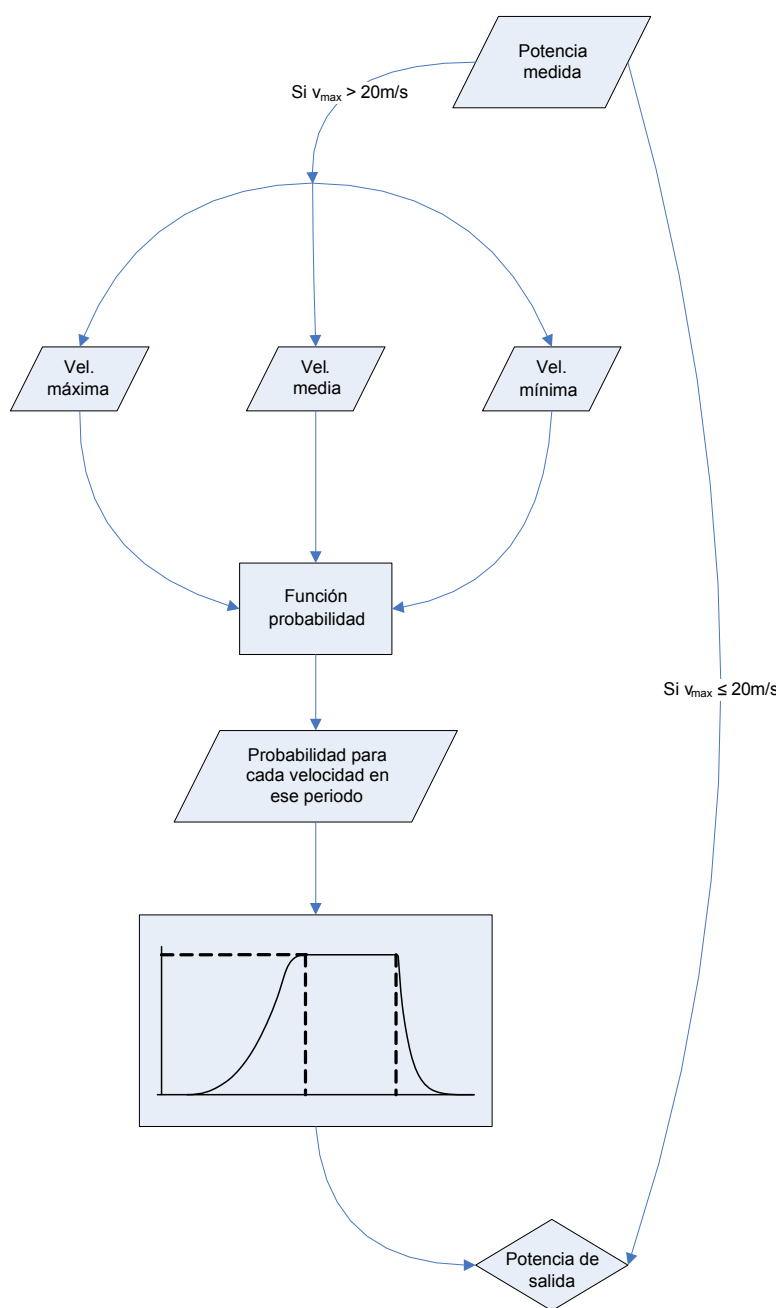 Potencia
medida
Si vmax > 20m/s
Vel.
máxima
Vel.
media
Vel.
mínima
Función
probabilidad
Si vmax ≤ 20m/s
Probabilidad para
cada velocidad en
ese periodo
Potencia de
salida